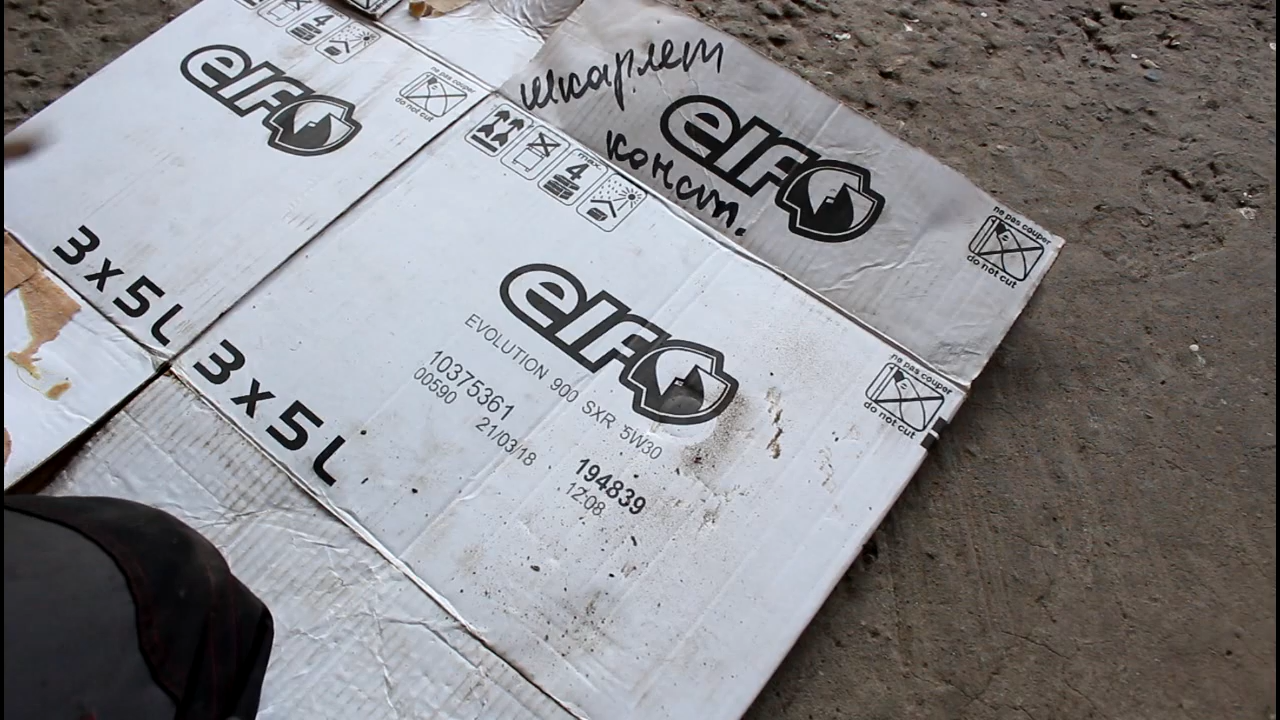 4
elf
ne pas couper
do not cut
3x5L
шкарлет
конст.
elf
ne pas couper
do not cut
max.
4
elf
EVOLUTION 900 SXR 5W30
10375361
00590 21/03/18
194839
12:08
ne pas couper
do not cut
3x5L